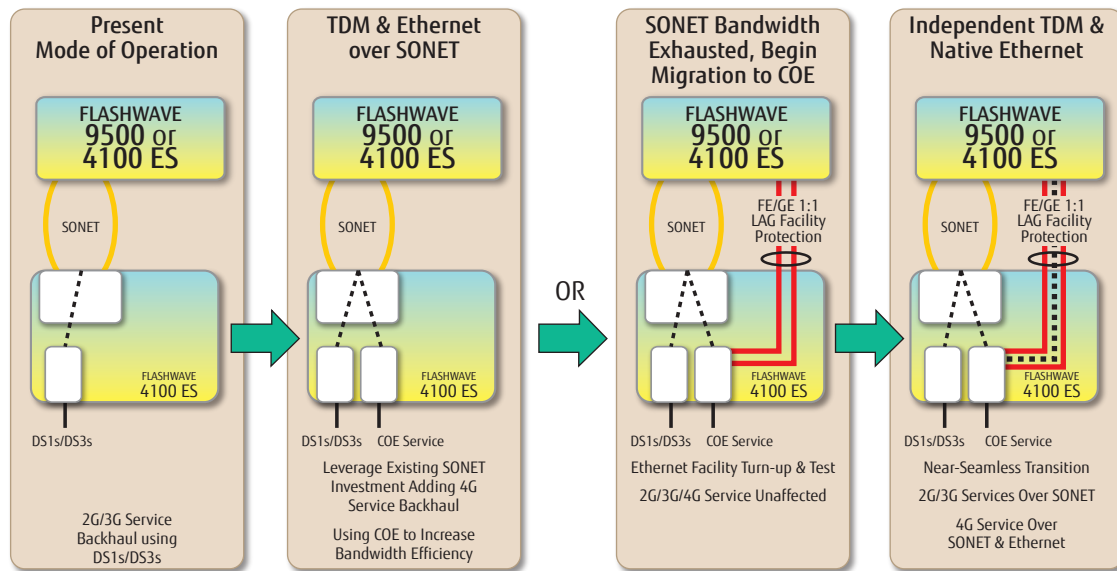 Present
Mode of Operation
FLASHWAVE
9500 or
4100 ES
SONET
FLASHWAVE
4100 ES
DS1s/DS3s
2G/3G Service
Backhaul using
DS1s/DS3s
TDM & Ethernet
over SONET
FLASHWAVE
9500 or
4100 ES
SONET
FLASHWAVE
4100 ES
DS1s/DS3s
COE Service
Leverage Existing SONET
Investment Adding 4G
Service Backhaul
Using COE to Increase
Bandwidth Efficiency
OR
SONET Bandwidth
Exhausted, Begin
Migration to COE
FLASHWAVE
9500 or
4100 ES
SONET
FE/GE 1:1
LAG Facility
Protection
FLASHWAVE
4100 ES
DS1s/DS3s
COE Service
Ethernet Facility Turn-up & Test
2G/3G/4G Service Unaffected
Independent TDM &
Native Ethernet
FLASHWAVE
9500 or
4100 ES
SONET
FE/GE 1:1
LAG Facility
Protection
FLASHWAVE
4100 ES
DS1s/DS3s
COE Service
Near-Seamless Transition
2G/3G Services Over SONET
4G Service Over
SONET & Ethernet